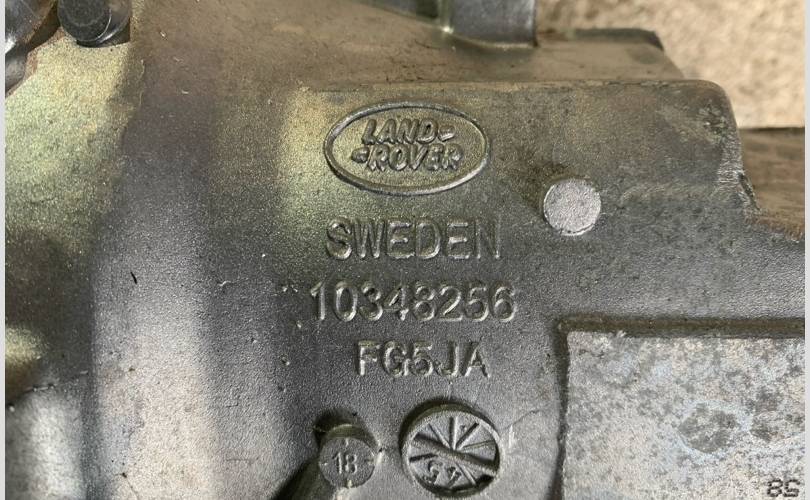 LAND-
-ROVER
SWEDEN
10348256
FG5JA
18